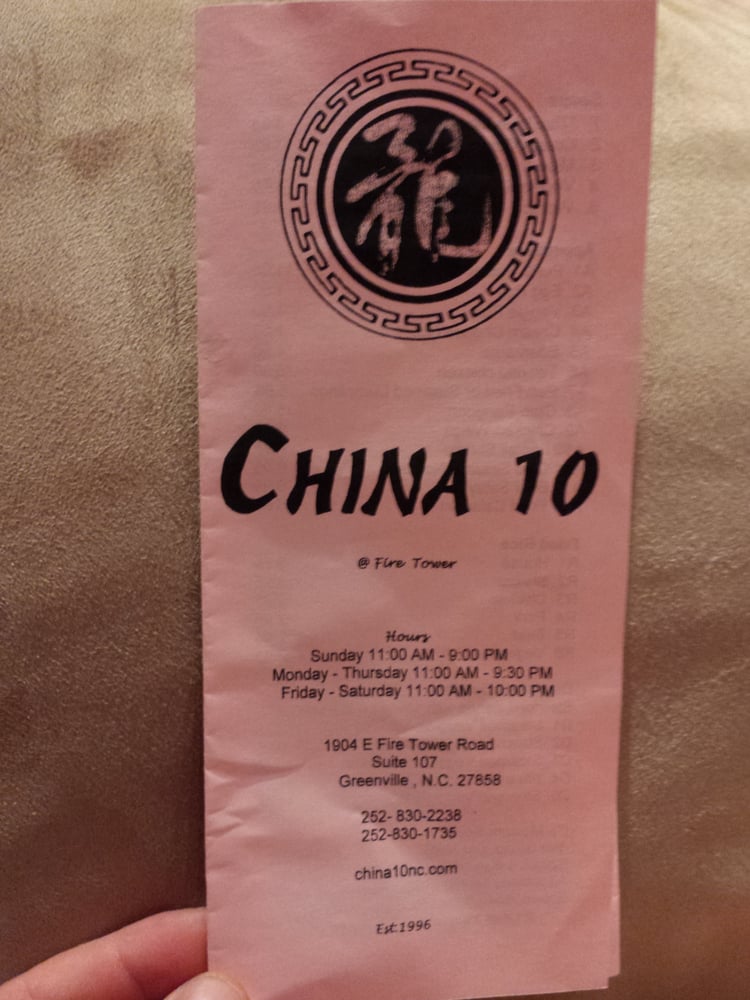 龍
CHINA 10
@ Fire Tower
Hours
Sunday 11:00 AM - 9:00 PM
Monday - Thursday 11:00 AM - 9:30 PM
Friday - Saturday 11:00 AM - 10:00 PM
1904 E Fire Tower Road
Suite 107
Greenville , N.C. 27858
252- 830-2238
252-830-1735
china10nc.com
Est:1996